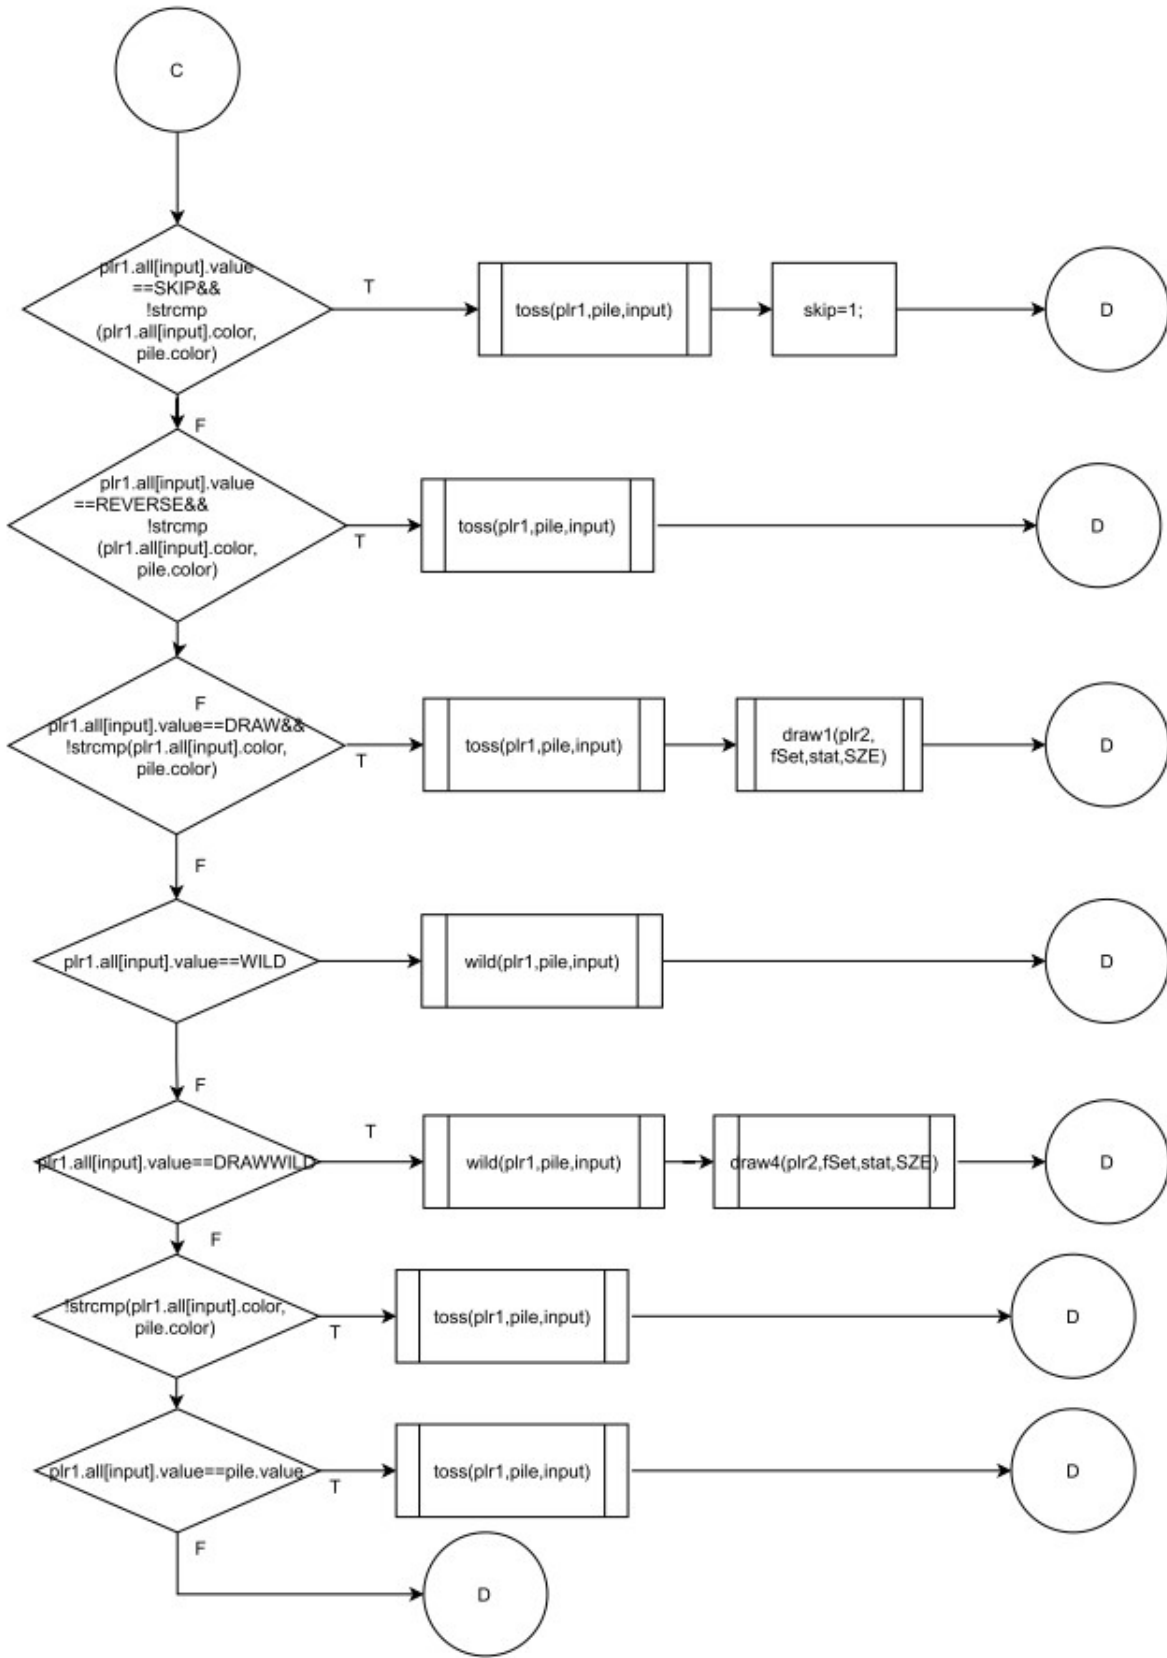 C
plr1.all[input].value
==SKIP&&
!strcmp
(plr1.all[input].color,
pile.color)
T
toss(plr1,pile,input)
skip=1;
D
F
plr1.all[input].value
==REVERSE&&
!strcmp
(plr1.all[input].color,
pile.color)
T
toss(plr1,pile,input)
D
F
plr1.all[input].value==DRAW&&
!strcmp(plr1.all[input].color,
pile.color)
T
toss(plr1,pile,input)
draw1(plr2,
fSet,stat,SZE)
D
F
plr1.all[input].value==WILD
wild(plr1,pile,input)
D
F
plr1.all[input].value==DRAWWILD
T
wild(plr1,pile,input)
draw4(plr2,fSet,stat,SZE)
D
F
!strcmp(plr1.all[input].color,
pile.color)
T
toss(plr1,pile,input)
D
plr1.all[input].value==pile.value
T
toss(plr1,pile,input)
D
F
D